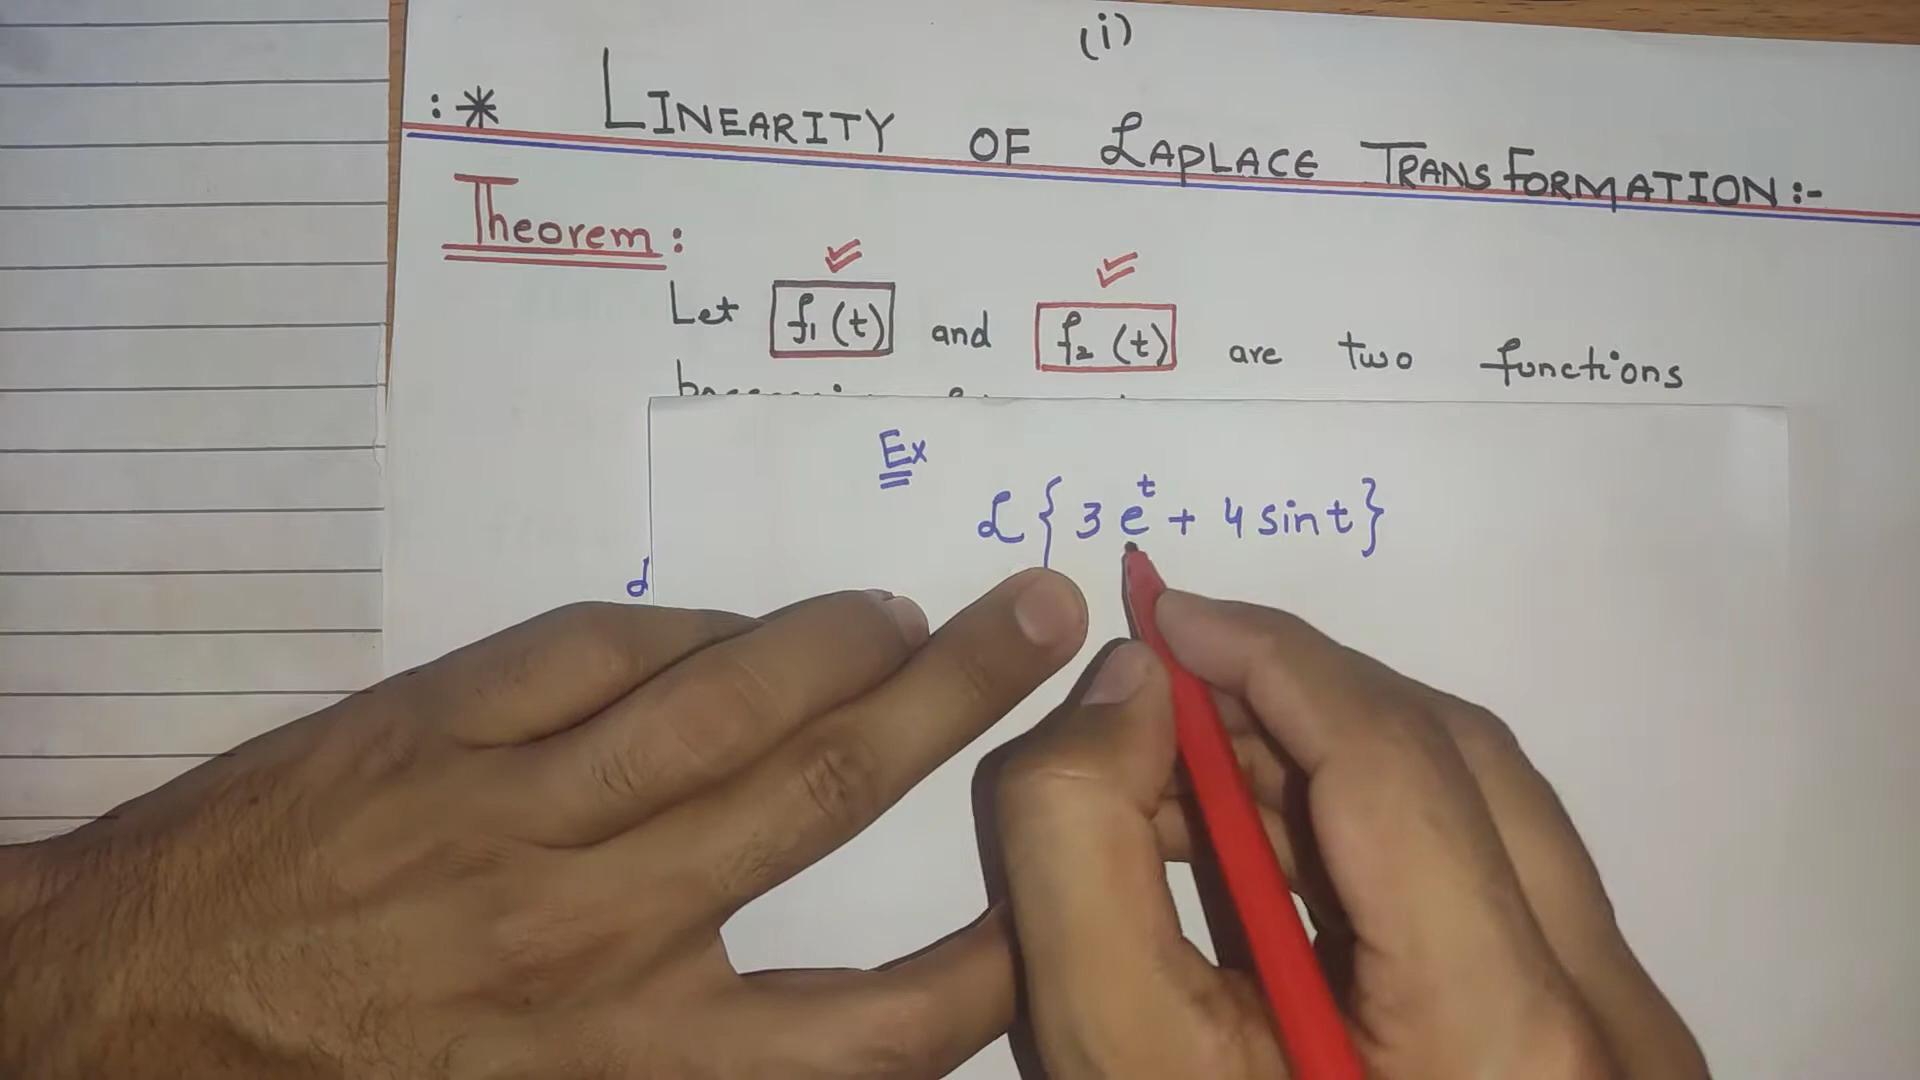 (i)
:* LINEARITY OF LAPLACE TRANSFORMATION:-
Theorem:
Let f₁(t) and f₂(t) are two functions
Ex
ℒ{3e^t + 4 sin t}